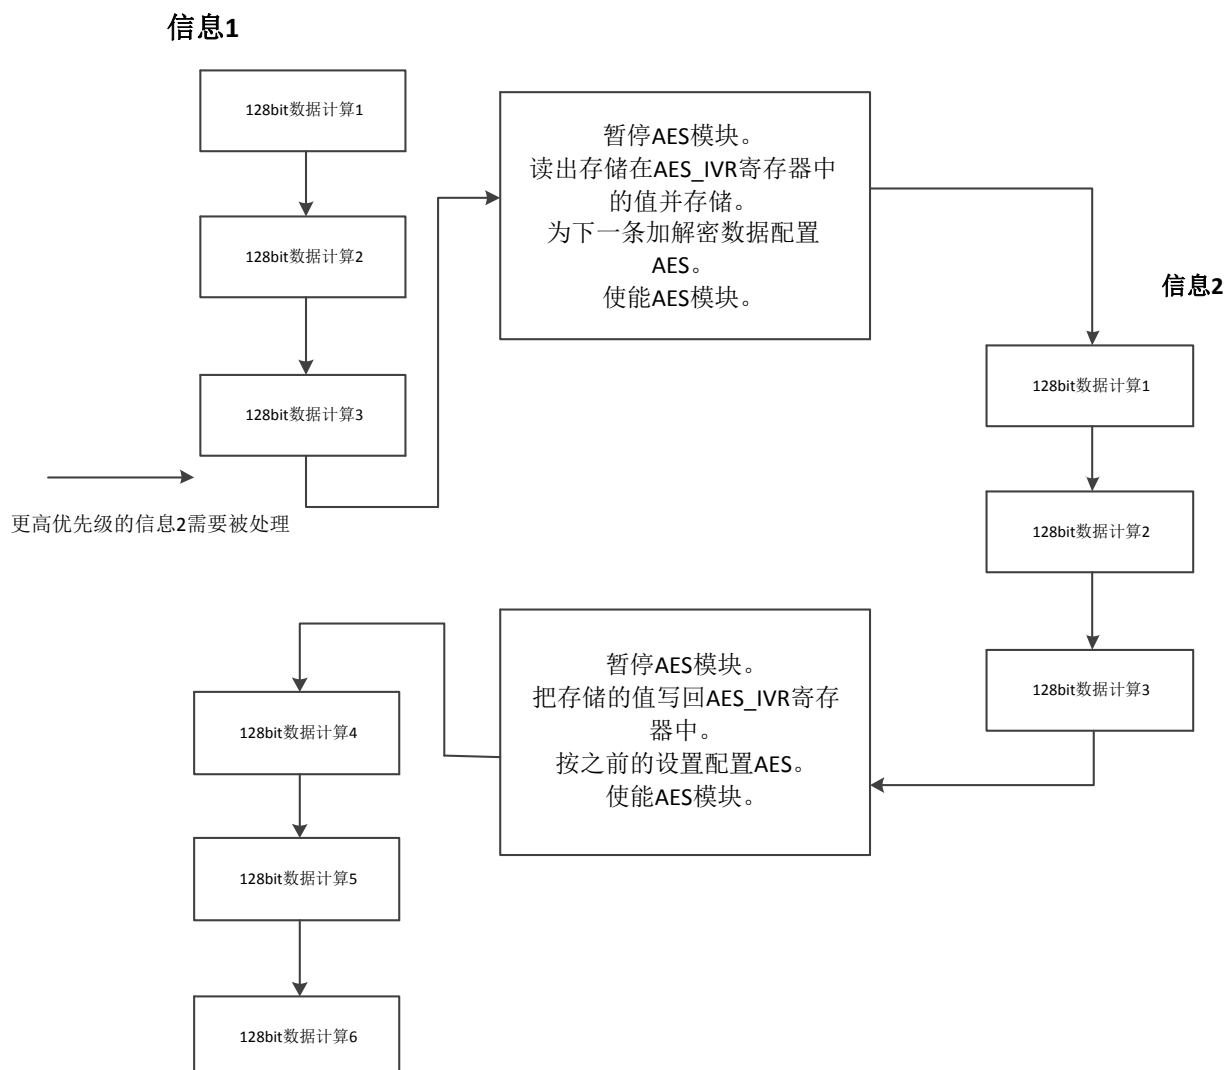 信息1
128bit数据计算1
128bit数据计算2
128bit数据计算3
更高优先级的信息2需要被处理
暂停AES模块。
读出存储在AES_IVR寄存器中
的值并存储。
为下一条加解密数据配置
AES。
使能AES模块。
信息2
128bit数据计算1
128bit数据计算2
128bit数据计算3
暂停AES模块。
把存储的值写回AES_IVR寄存
器中。
按之前的设置配置AES。
使能AES模块。
128bit数据计算4
128bit数据计算5
128bit数据计算6